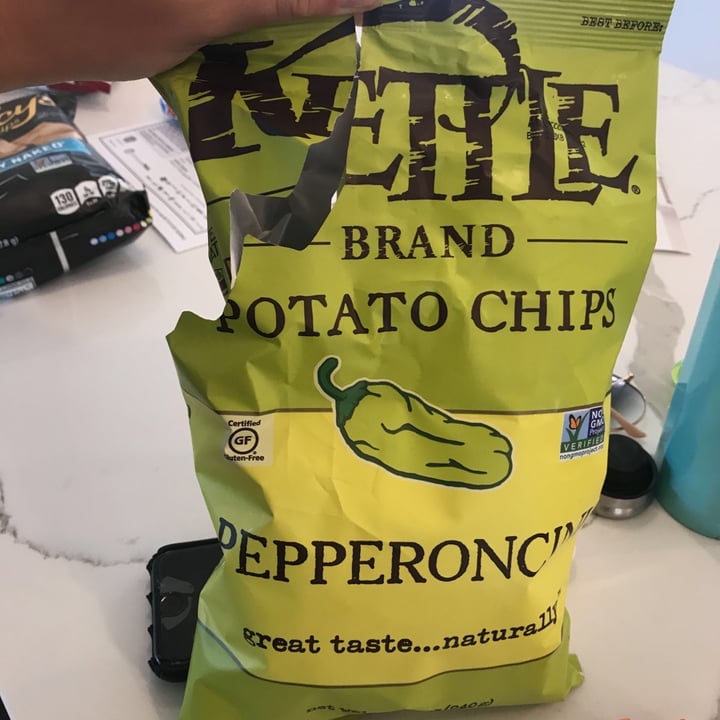 BEST BEFORE:
KETTLE
BRAND
POTATO CHIPS
Certified
GF
Gluten-Free
NON
GMO
Project
VERIFIED
nongmoproject.org
PEPPERONCINI
great taste...naturally
130
NAKED